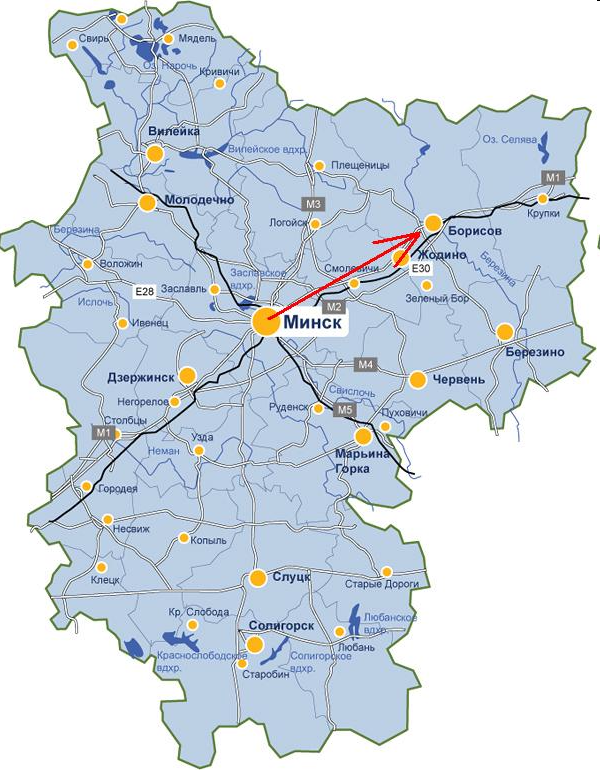 Свирь
Мядель
Оз. Нарочь
Кривичи
Вилейка
Вилейское вдхр.
Оз. Селява
Плещеницы
M1
Молодечно
M3
Крупки
Логойск
Борисов
Березина
Жодино
Воложин
Заславское
вдхр.
Смолевичи
E30
Березина
Заславль
E28
Зеленый Бор
Ислочь
M2
Ивенец
Минск
Березино
M4
Дзержинск
Червень
Свислочь
Негорелое
Руденск
M5
Пуховичи
Столбцы
M1
Узда
Неман
Марьина
Горка
Городея
Несвиж
Копыль
Клецк
Слуцк
Старые Дороги
Кр. Слобода
Любанское
вдхр.
Солигорск
Любань
Краснослободское
вдхр.
Солигорское
вдхр.
Старобин